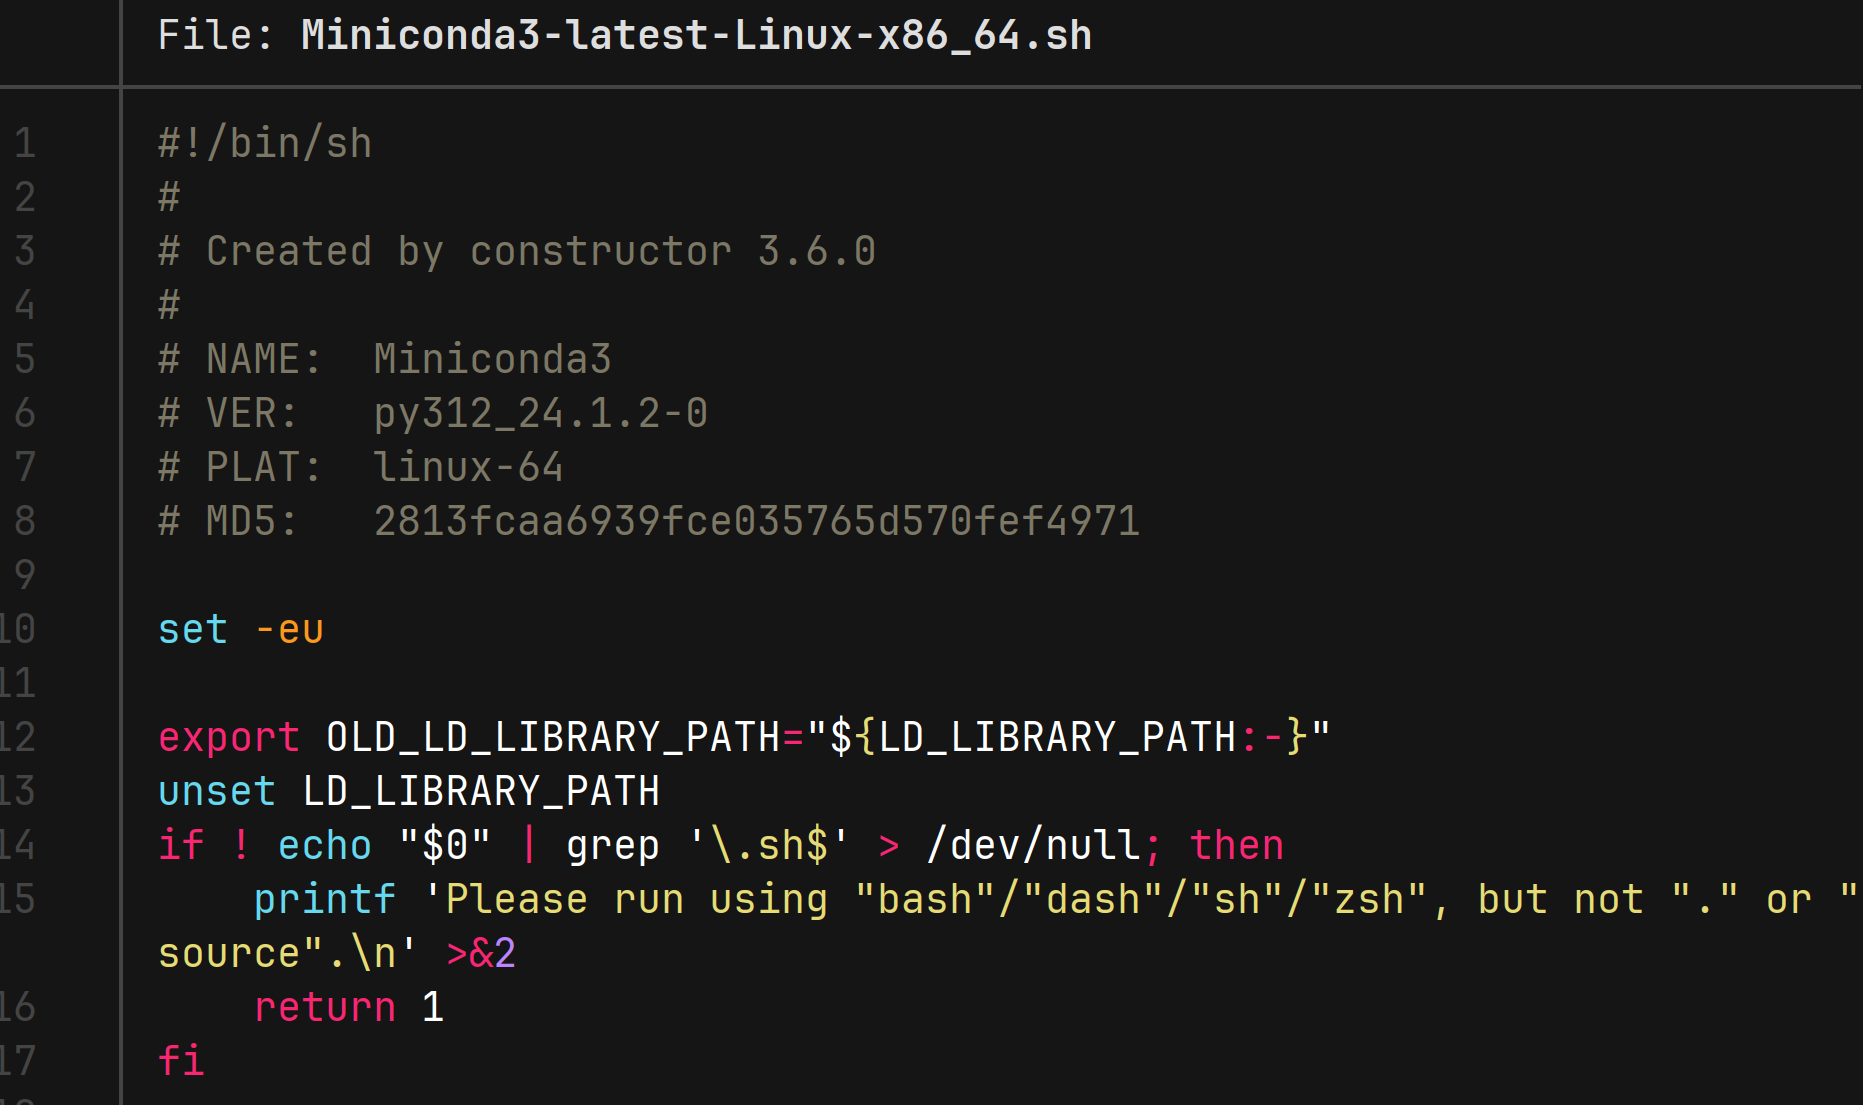 File: Miniconda3-latest-Linux-x86_64.sh
1 #!/bin/sh
2 #
3 # Created by constructor 3.6.0
4 #
5 # NAME:  Miniconda3
6 # VER:   py312_24.1.2-0
7 # PLAT:  linux-64
8 # MD5:   2813fcaa6939fce035765d570fef4971
9
10 set -eu
11
12 export OLD_LD_LIBRARY_PATH="${LD_LIBRARY_PATH:-}"
13 unset LD_LIBRARY_PATH
14 if ! echo "$0" | grep '\.sh$' > /dev/null; then
15     printf 'Please run using "bash"/"dash"/"sh"/"zsh", but not "." or "
source".\n' >&2
16     return 1
17 fi